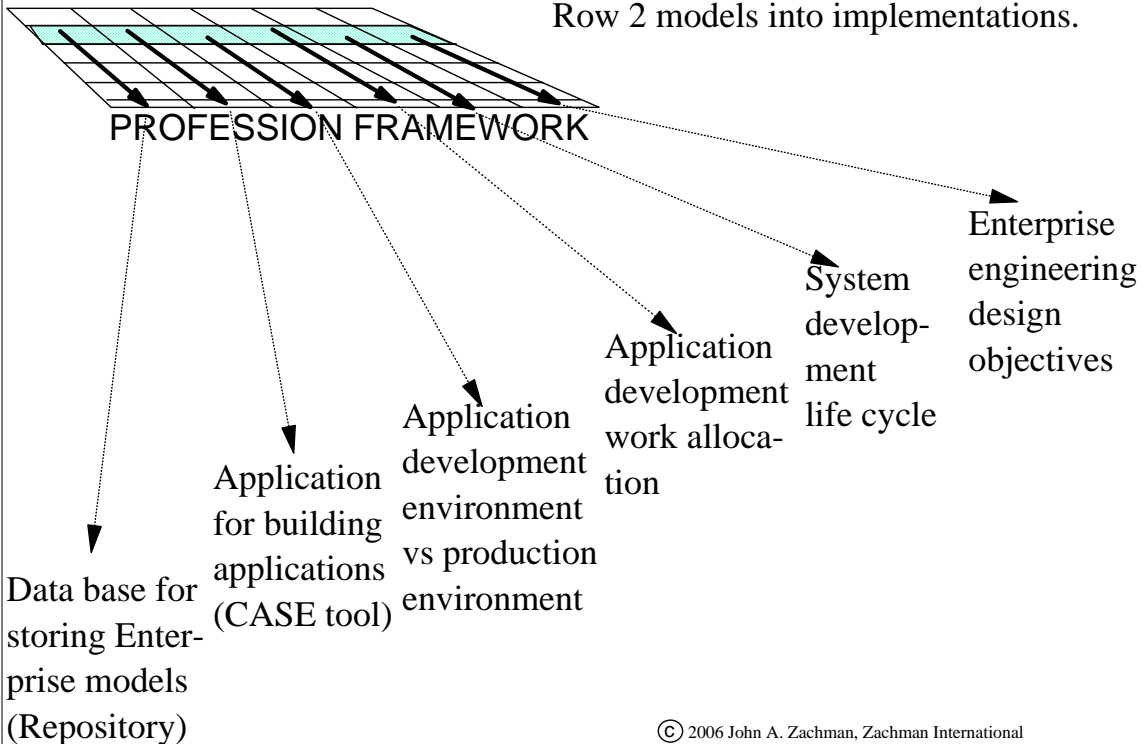 Row 2 models into implementations.
PROFESSION FRAMEWORK
Enterprise
engineering
design
objectives
System
develop-
ment
life cycle
Application
development
work alloca-
tion
Application
development
environment
vs production
environment
Application
for building
applications
(CASE tool)
Data base for
storing Enter-
prise models
(Repository)
© 2006 John A. Zachman, Zachman International